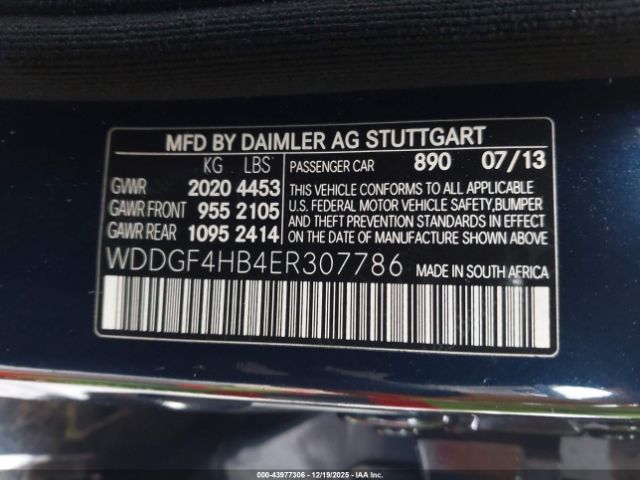 MFD BY DAIMLER AG STUTTGART
KG LBS
GVWR 2020 4453
GAWR FRONT 955 2105
GAWR REAR 1095 2414
PASSENGER CAR 890 07/13
THIS VEHICLE CONFORMS TO ALL APPLICABLE
U.S. FEDERAL MOTOR VEHICLE SAFETY,BUMPER
AND THEFT PREVENTION STANDARDS IN EFFECT
ON THE DATE OF MANUFACTURE SHOWN ABOVE.
WDDGF4HB4ER307786 MADE IN SOUTH AFRICA
00-43977306 - 12/19/2025 - IAA Inc.